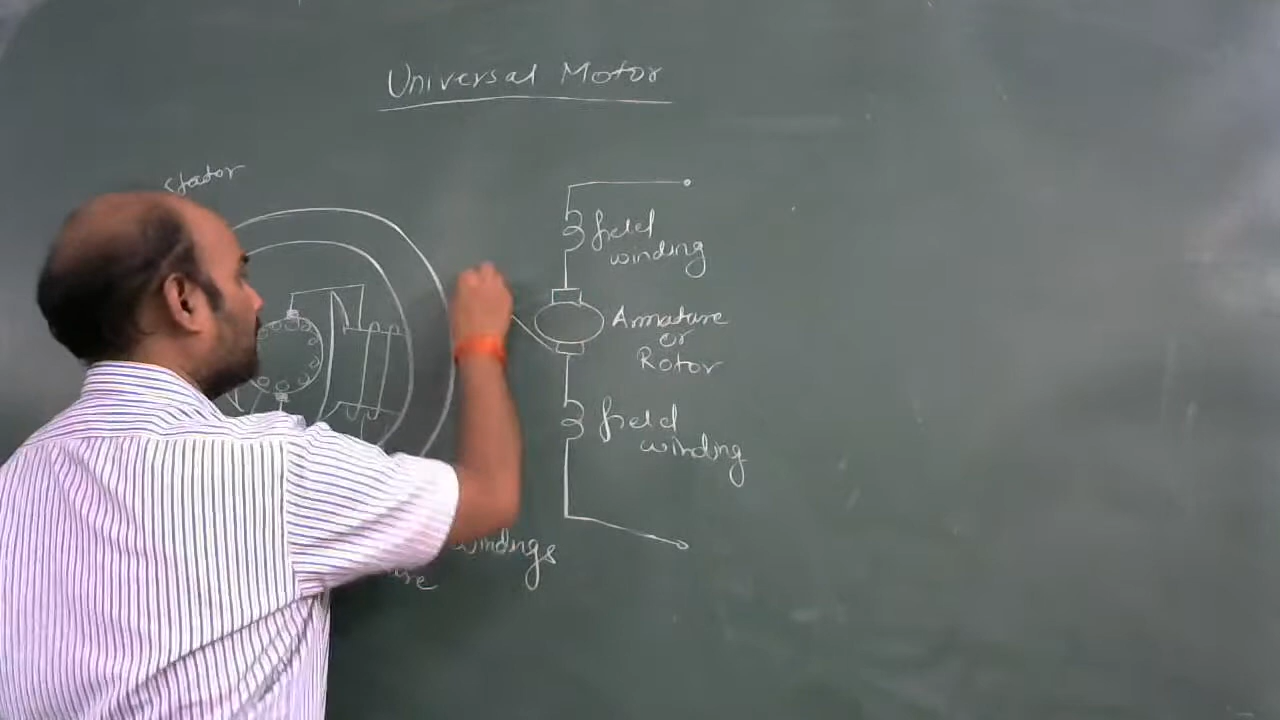 Universal Motor
Stator
field
winding
Armature
or
Rotor
field
winding
windings